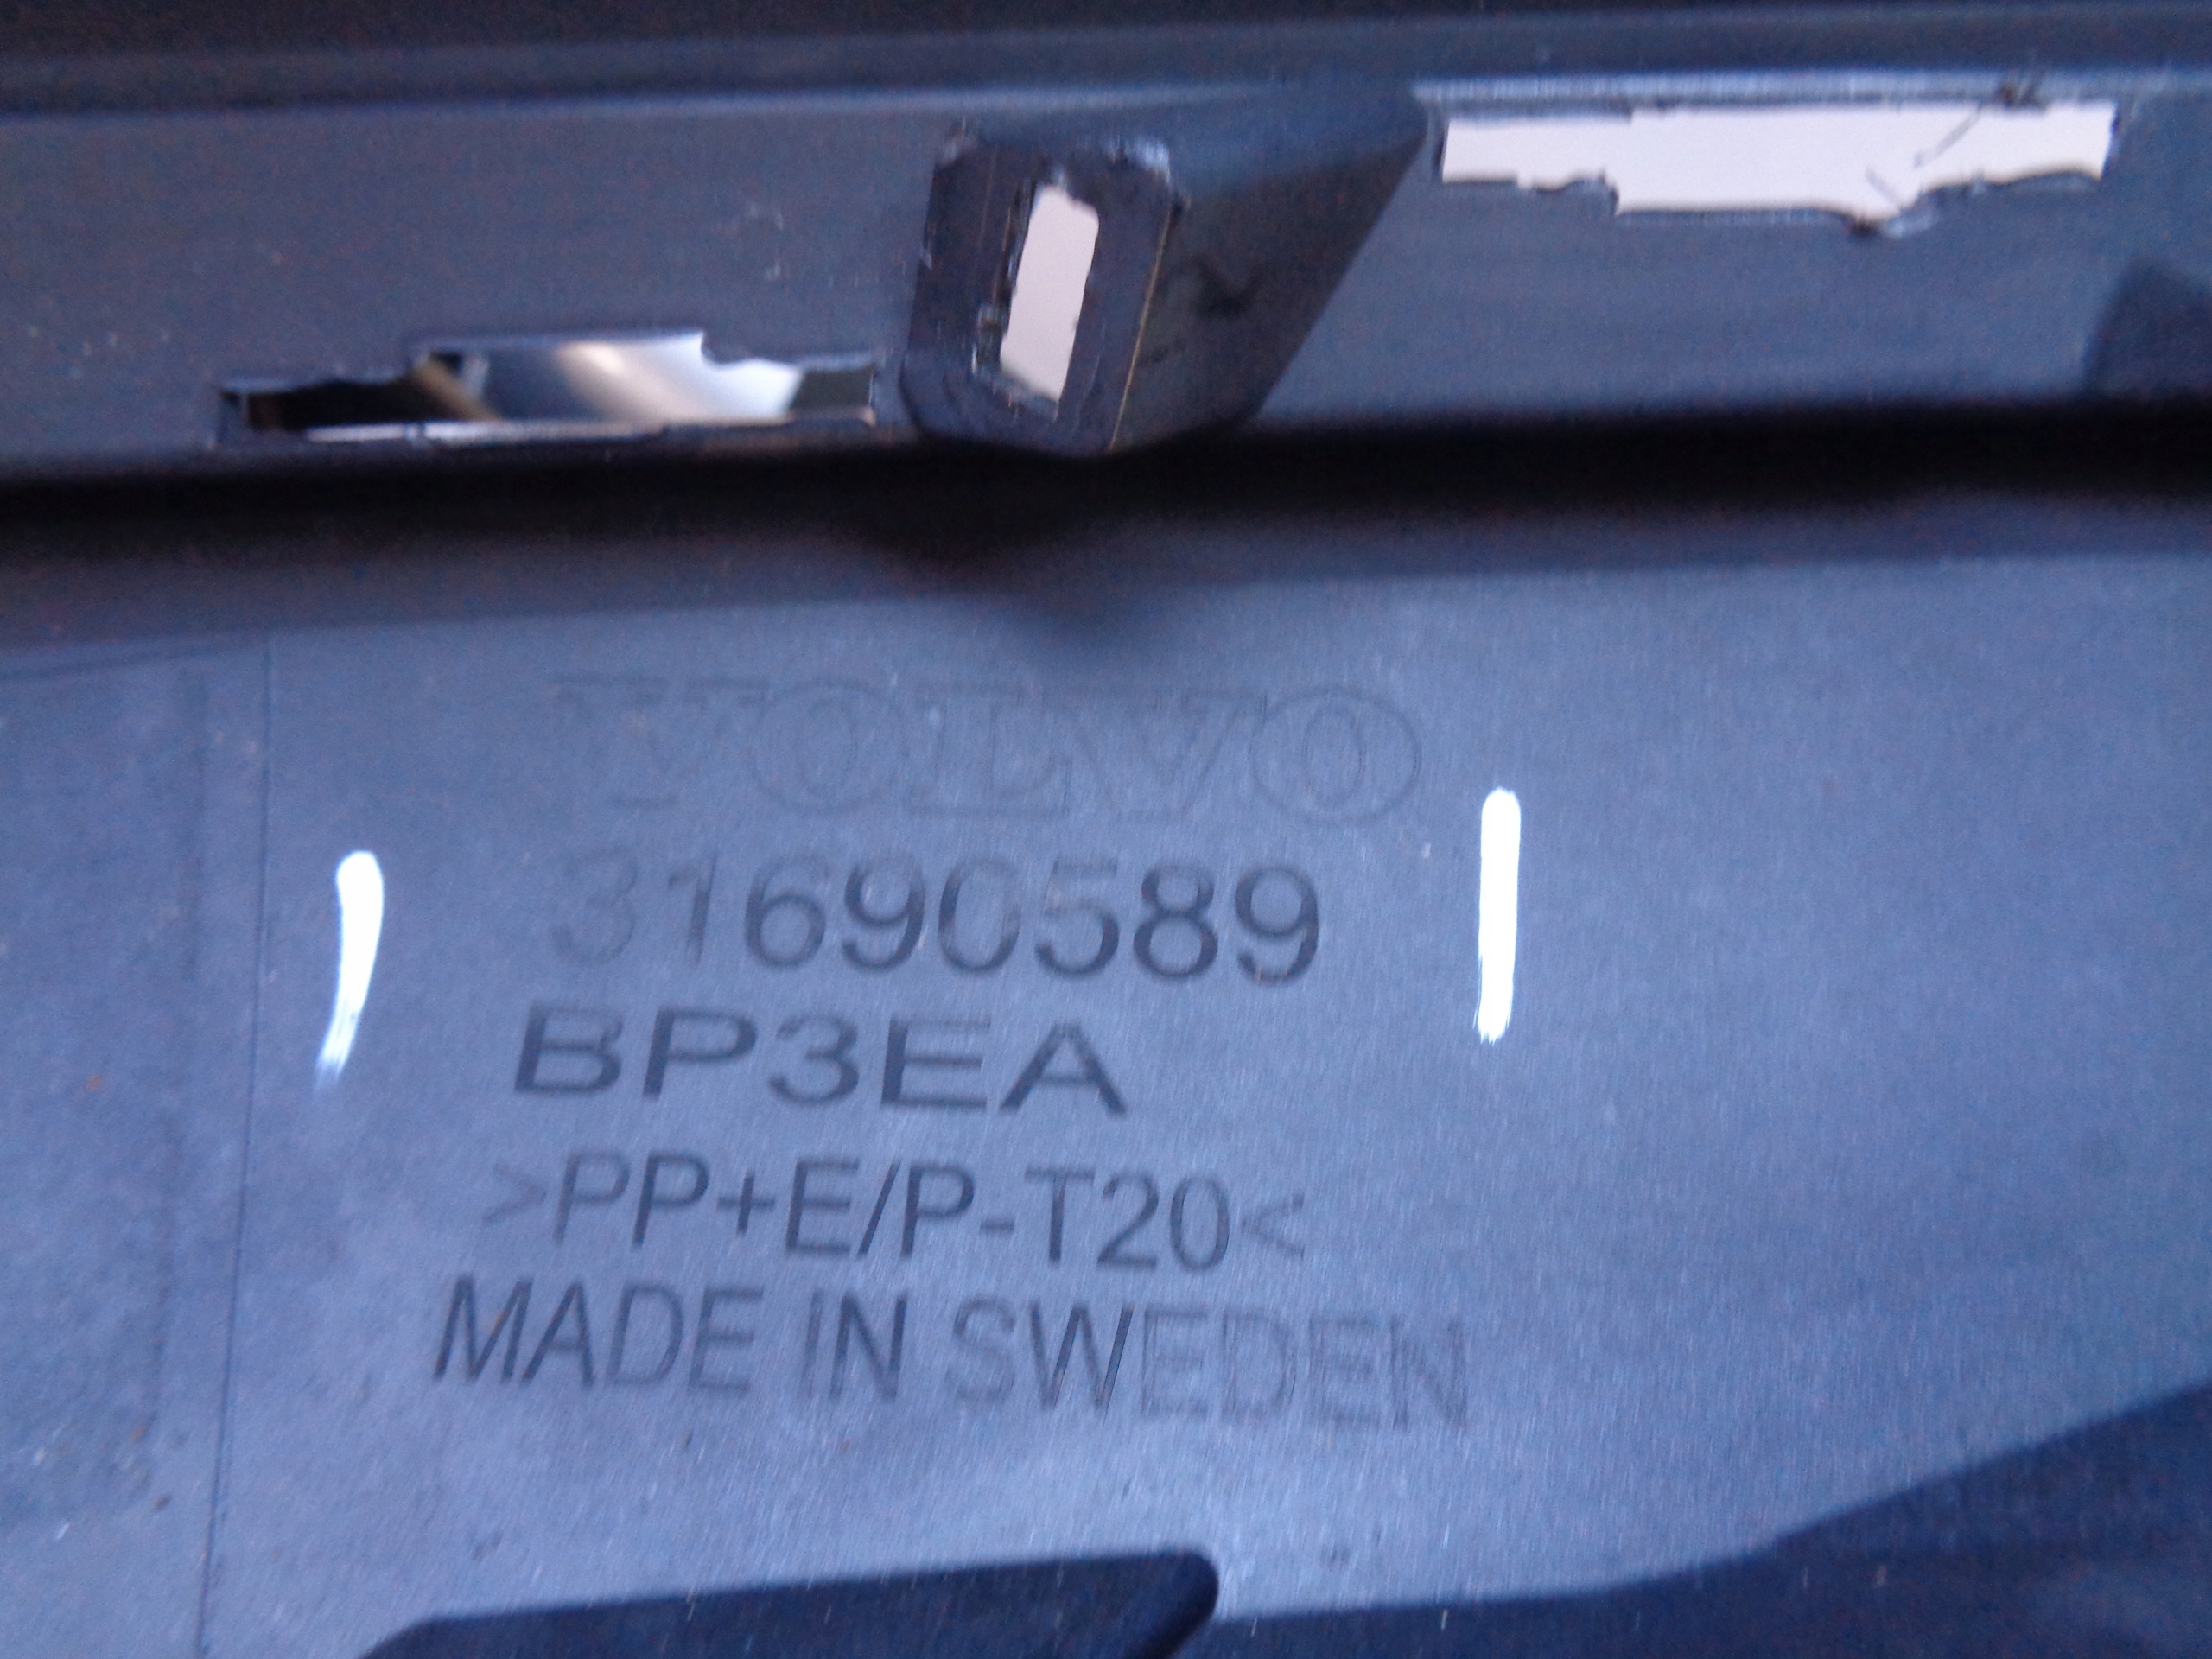 VOLVO
31690589
BP3EA
>PP+E/P-T20<
MADE IN SWEDEN